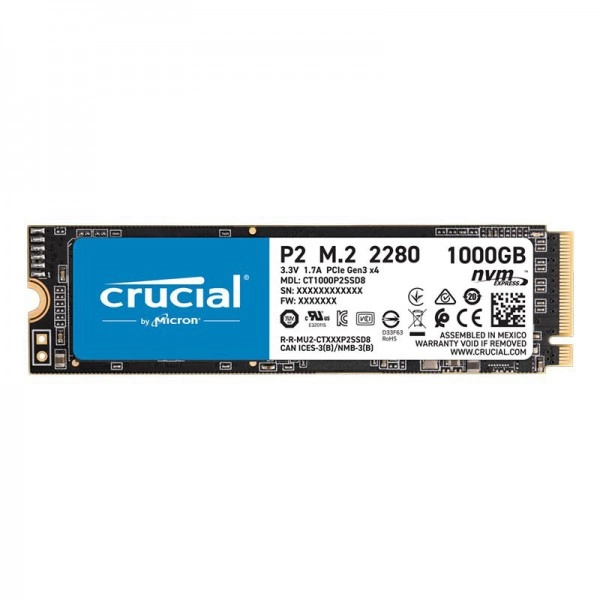 crucial
by Micron
P2 M.2 2280 1000GB
3.3V 1.7A PCIe Gen3 x4
nvm
EXPRESS
MDL: CT1000P2SSD8
SN: XXXXXXXXXXXX
FW: XXXXXXX
20
TUV
E320115
D33F63
RoHS
R-R-MU2-CTXXXP2SSD8
CAN ICES-3(B)/NMB-3(B)
ASSEMBLED IN MEXICO
WARRANTY VOID IF REMOVED
WWW.CRUCIAL.COM